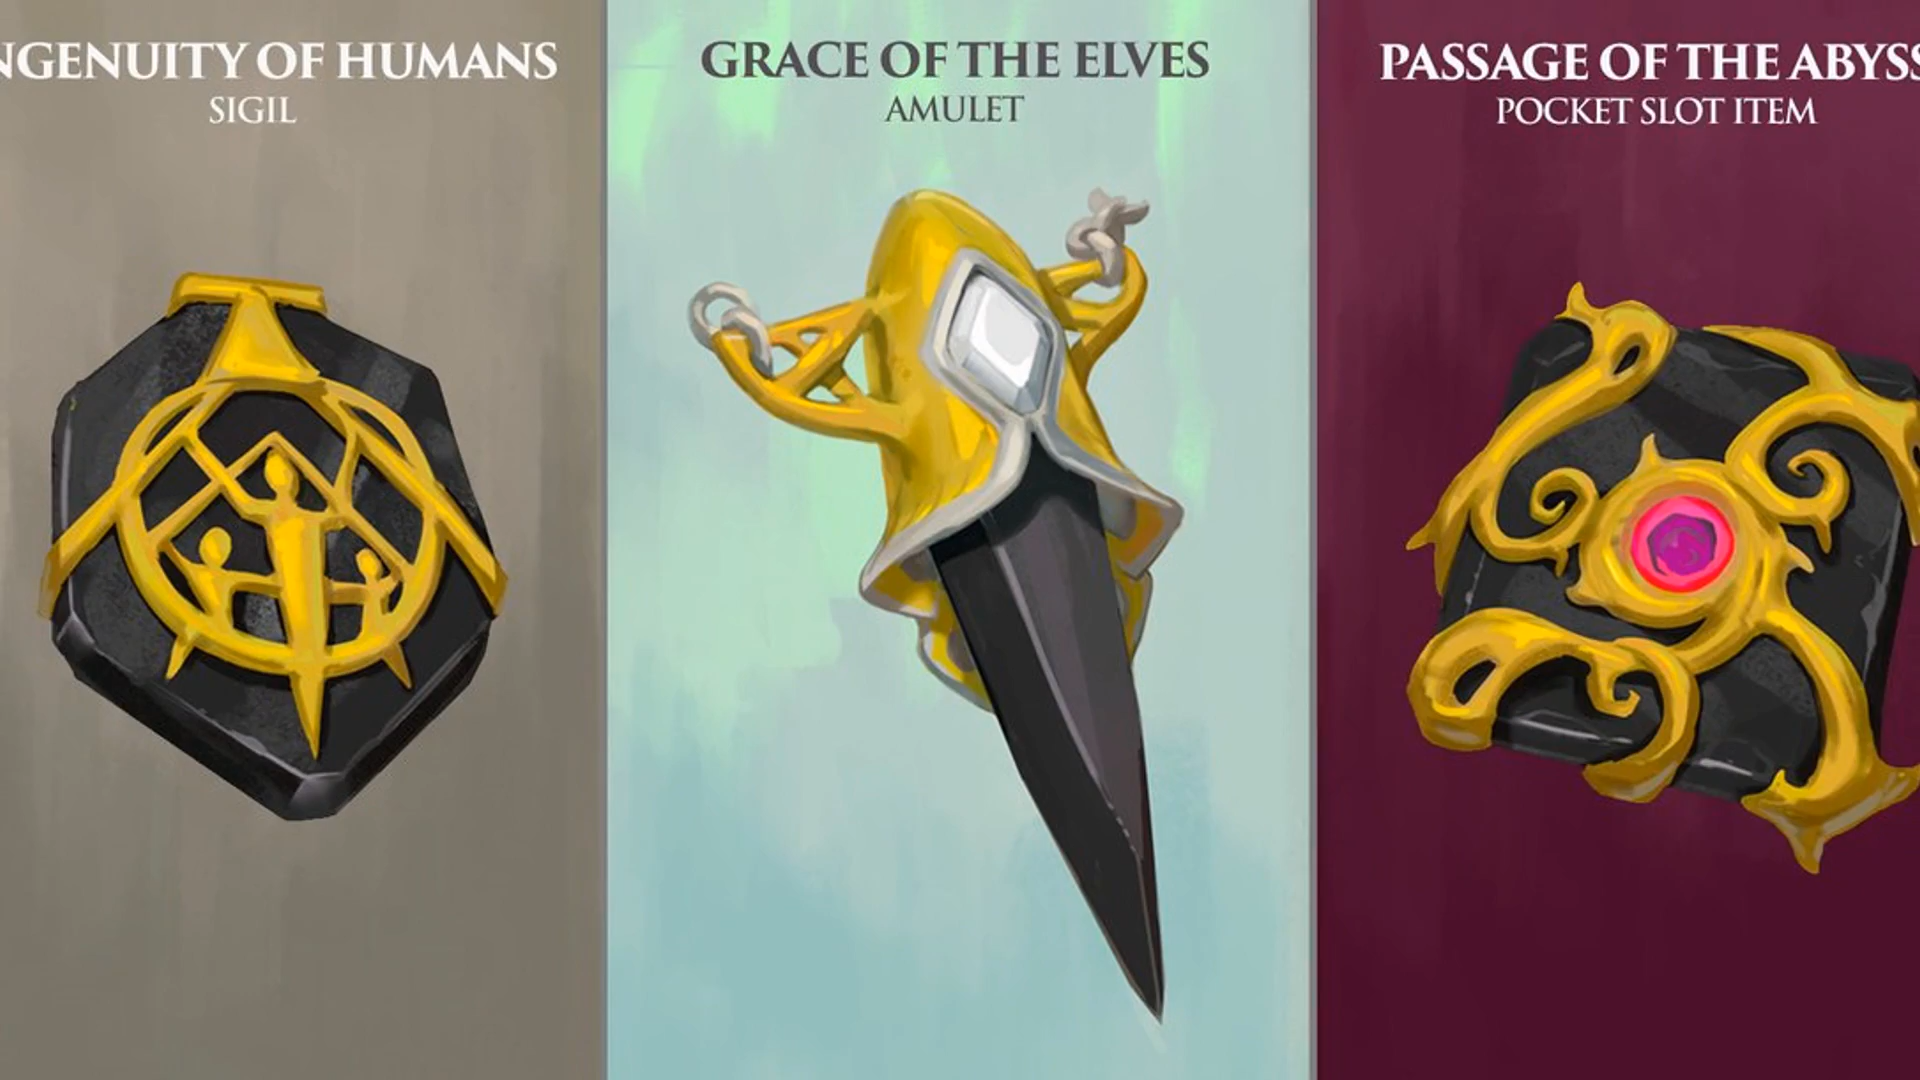 NGENUITY OF HUMANS
SIGIL
GRACE OF THE ELVES
AMULET
PASSAGE OF THE ABYSS
POCKET SLOT ITEM